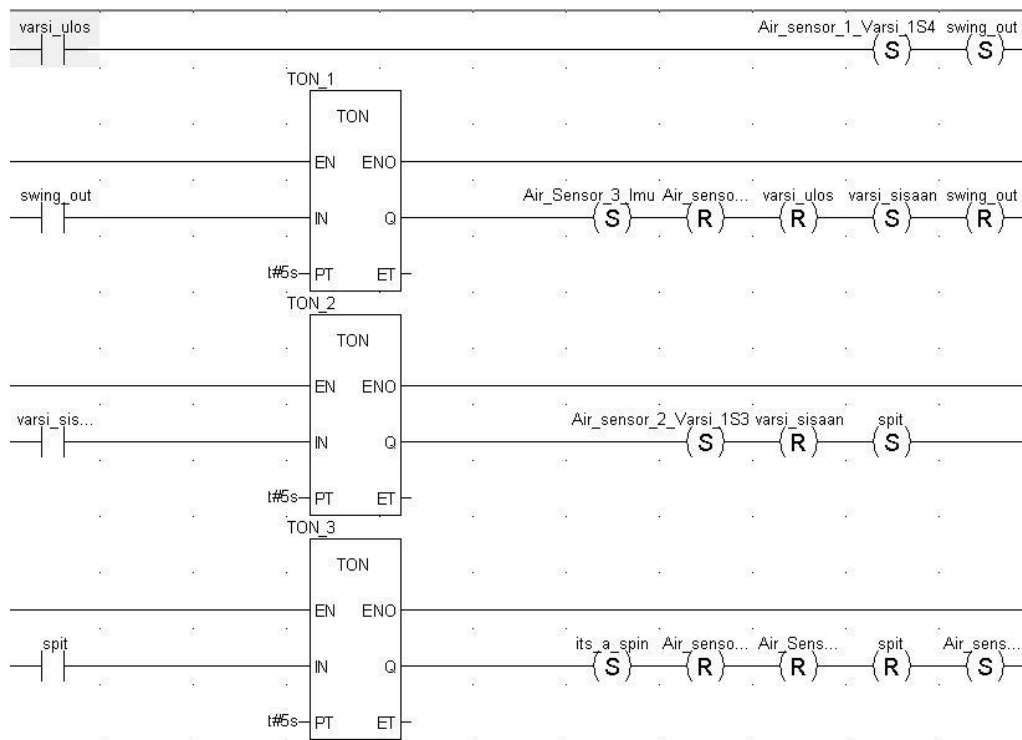 varsi_ulos Air_sensor_1_Varsi_1S4 swing_out
S S
TON_1
TON
EN ENO
swing_out Air_Sensor_3_Imu Air_senso... varsi_ulos varsi_sisaan swing_out
IN Q S R R S R
t#5s PT ET
TON_2
TON
EN ENO
varsi_sis... Air_sensor_2_Varsi_1S3 varsi_sisaan spit
IN Q S R S
t#5s PT ET
TON_3
TON
EN ENO
spit its_a_spin Air_senso... Air_Sens... spit Air_sens...
IN Q S R R R S
t#5s PT ET